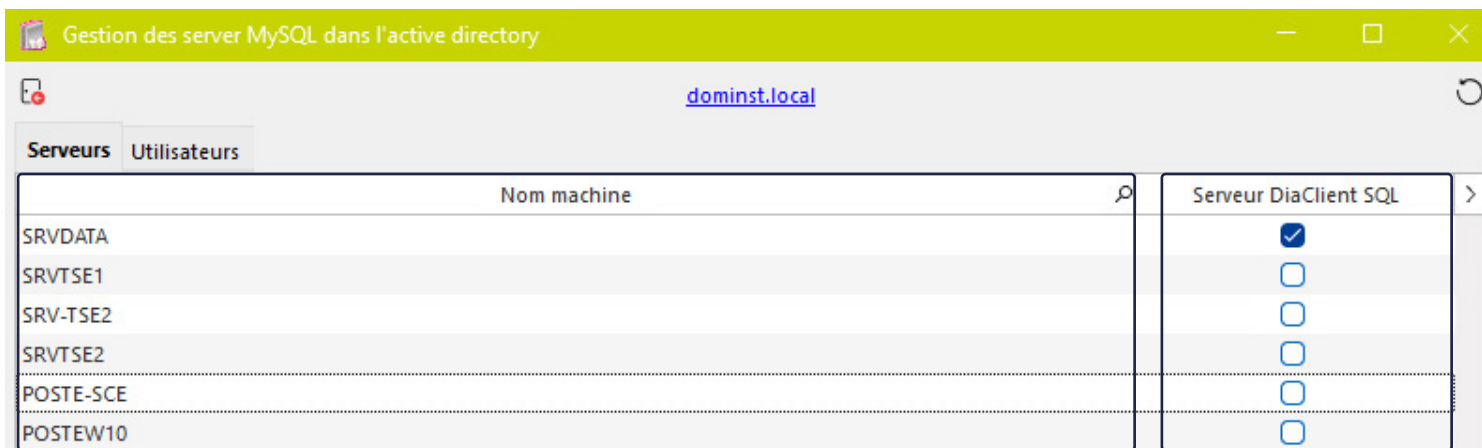 Gestion des server MySQL dans l'active directory
dominst.local
Serveurs Utilisateurs
Nom machine Serveur DiaClient SQL
SRVDATA
SRVTSE1
SRV-TSE2
SRVTSE2
POSTE-SCE
POSTEW10